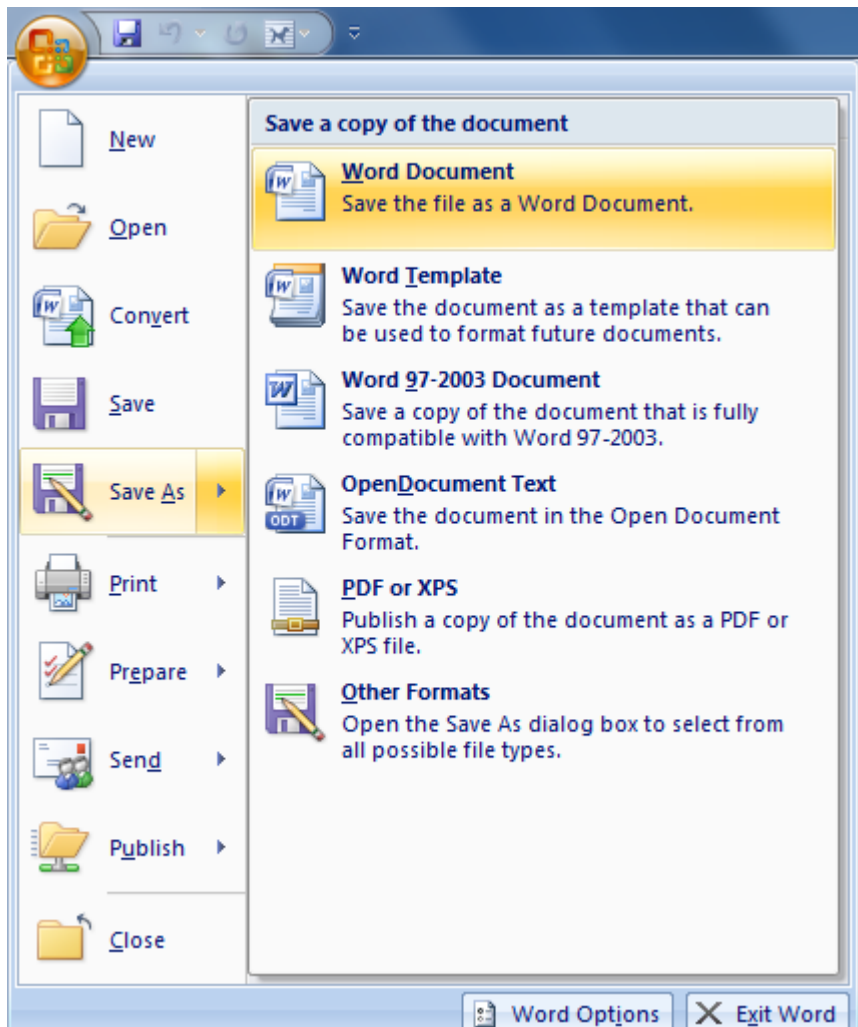 New
Open
Convert
Save
Save As
Print
Prepare
Send
Publish
Close
Save a copy of the document
Word Document
Save the file as a Word Document.
Word Template
Save the document as a template that can
be used to format future documents.
Word 97-2003 Document
Save a copy of the document that is fully
compatible with Word 97-2003.
OpenDocument Text
Save the document in the Open Document
Format.
ODT
PDF or XPS
Publish a copy of the document as a PDF or
XPS file.
Other Formats
Open the Save As dialog box to select from
all possible file types.
Word Options
Exit Word